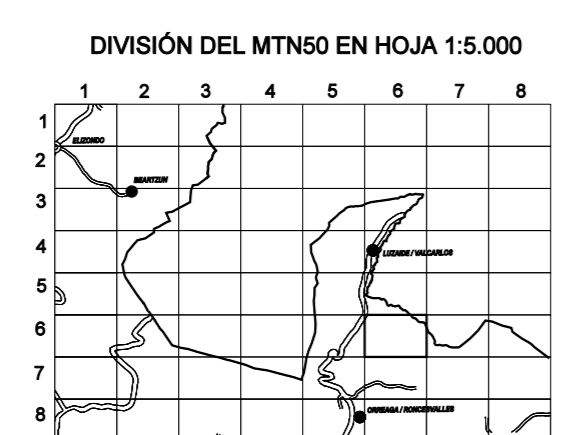 DIVISIÓN DEL MTN50 EN HOJA 1:5.000
1 2 3 4 5 6 7 8
1
ELIZONDO
2
BEARTZUN
3
4
LUZAIDE / VALCARLOS
5
6
7
ORREAGA / RONCESVALLES
8